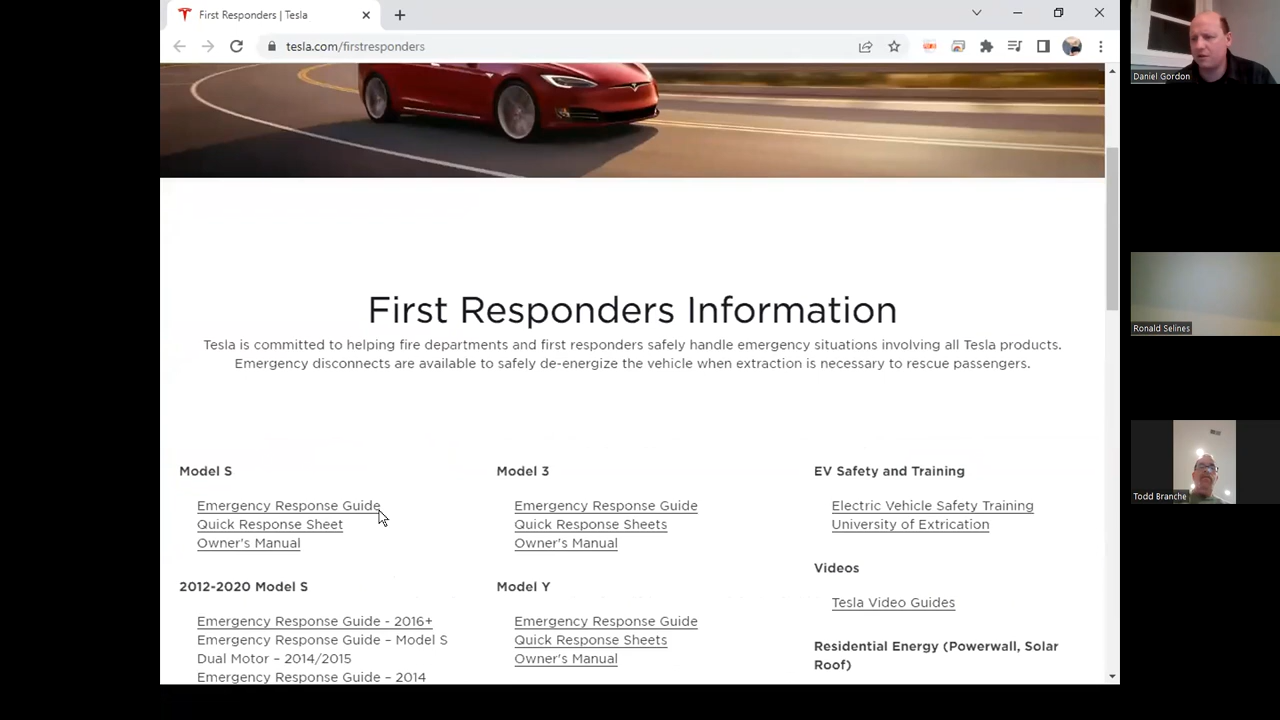 First Responders | Tesla
tesla.com/firstresponders
First Responders Information
Tesla is committed to helping fire departments and first responders safely handle emergency situations involving all Tesla products.
Emergency disconnects are available to safely de-energize the vehicle when extraction is necessary to rescue passengers.
Model S
Emergency Response Guide
Quick Response Sheet
Owner's Manual
2012-2020 Model S
Emergency Response Guide - 2016+
Emergency Response Guide – Model S
Dual Motor – 2014/2015
Emergency Response Guide – 2014
Model 3
Emergency Response Guide
Quick Response Sheets
Owner's Manual
Model Y
Emergency Response Guide
Quick Response Sheets
Owner's Manual
EV Safety and Training
Electric Vehicle Safety Training
University of Extrication
Videos
Tesla Video Guides
Residential Energy (Powerwall, Solar
Roof)
Daniel Gordon
Ronald Selines
Todd Branche